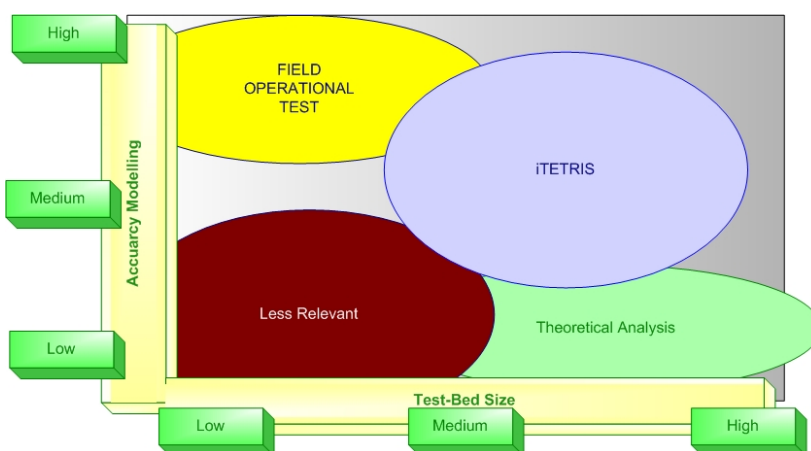 High
FIELD
OPERATIONAL
TEST
iTETRIS
Medium
Accuarcy Modelling
Less Relevant
Theoretical Analysis
Low
Test-Bed Size
Low
Medium
High